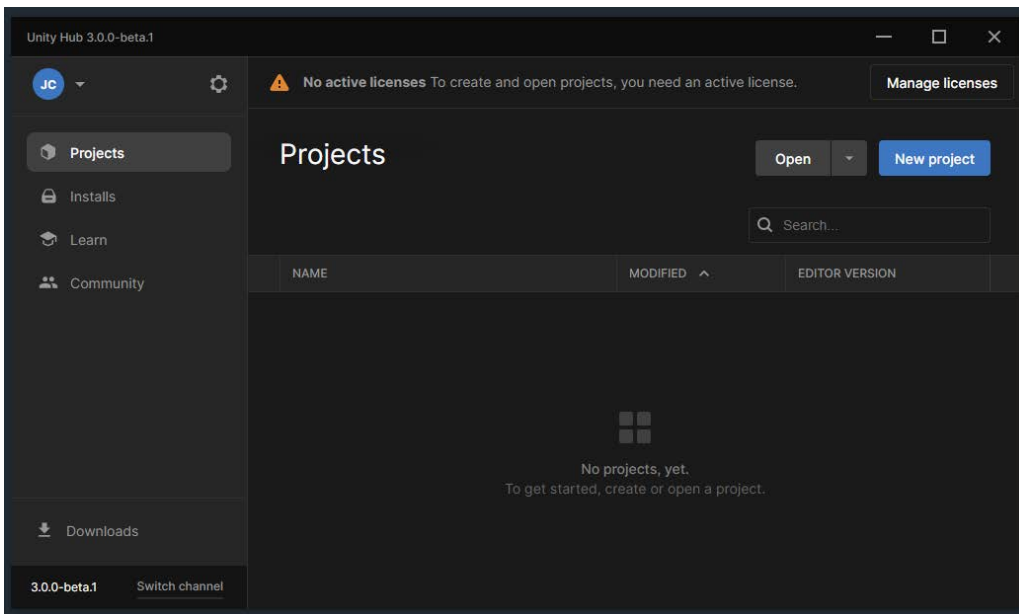 Unity Hub 3.0.0-beta.1
JC
No active licenses To create and open projects, you need an active license.
Manage licenses
Projects
Installs
Learn
Community
Projects
Open
New project
Search...
NAME
MODIFIED
EDITOR VERSION
No projects, yet.
To get started, create or open a project.
Downloads
3.0.0-beta.1
Switch channel